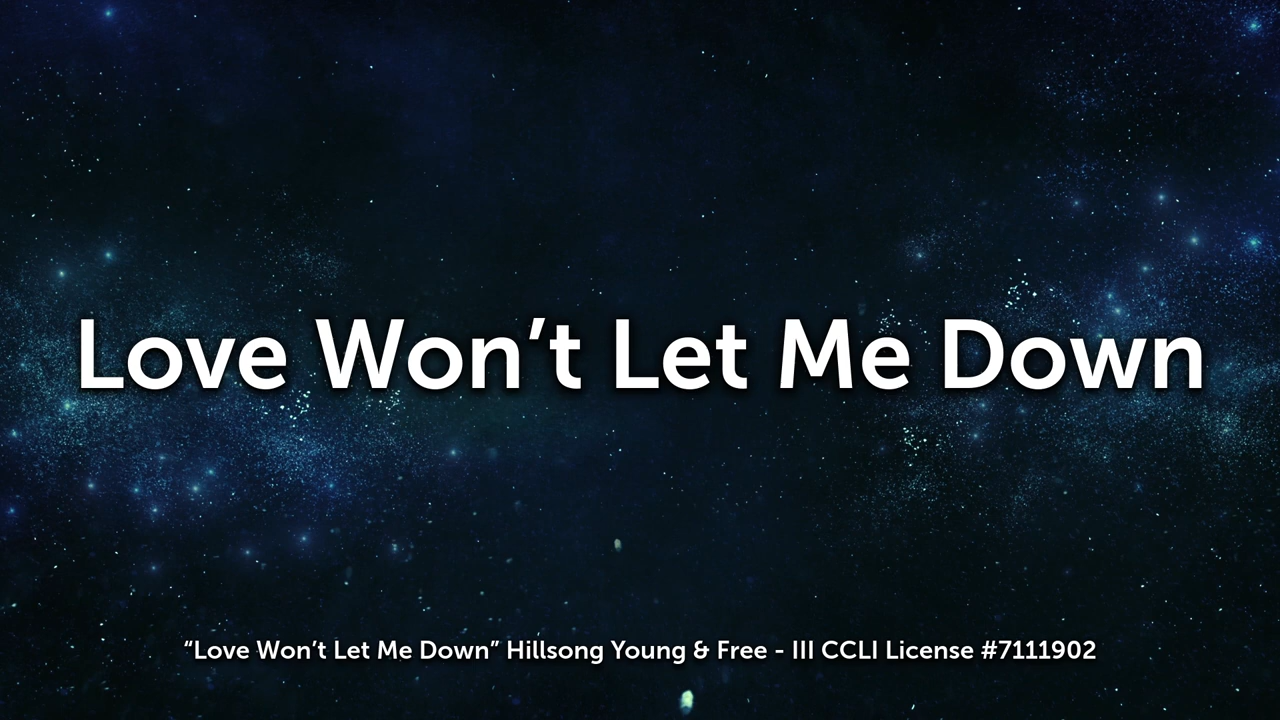 Love Won’t Let Me Down
“Love Won’t Let Me Down” Hillsong Young & Free - III CCLI License #7111902